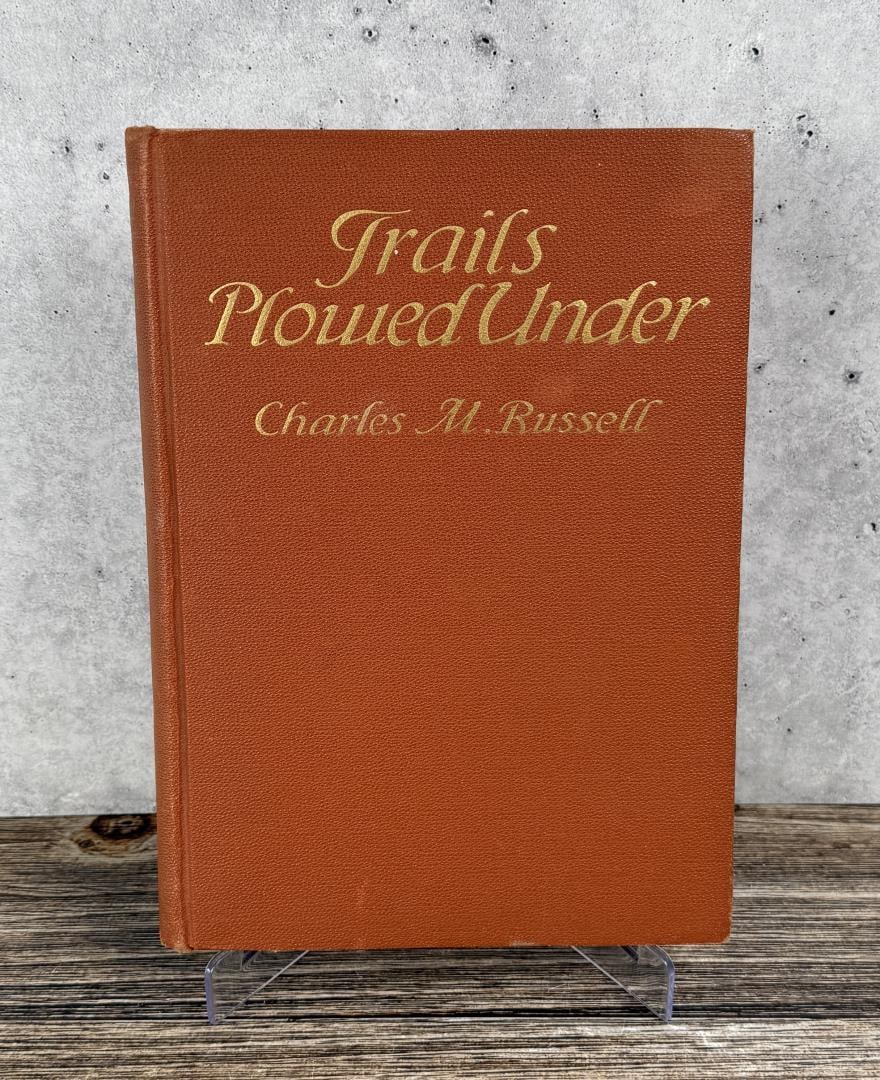 Trails
Plowed Under
Charles M. Russell